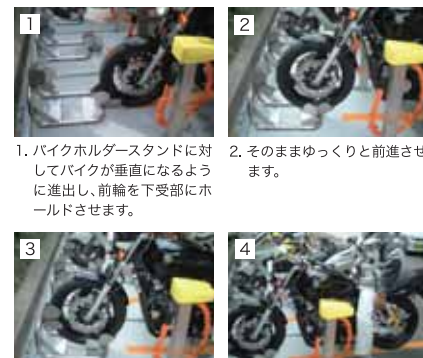 1
2
1. バイクホルダースタンドに対
してバイクが垂直になるよう
に進出し、前輪を下受部にホ
ールドさせます。
2. そのままゆっくりと前進させ
ます。
3
4